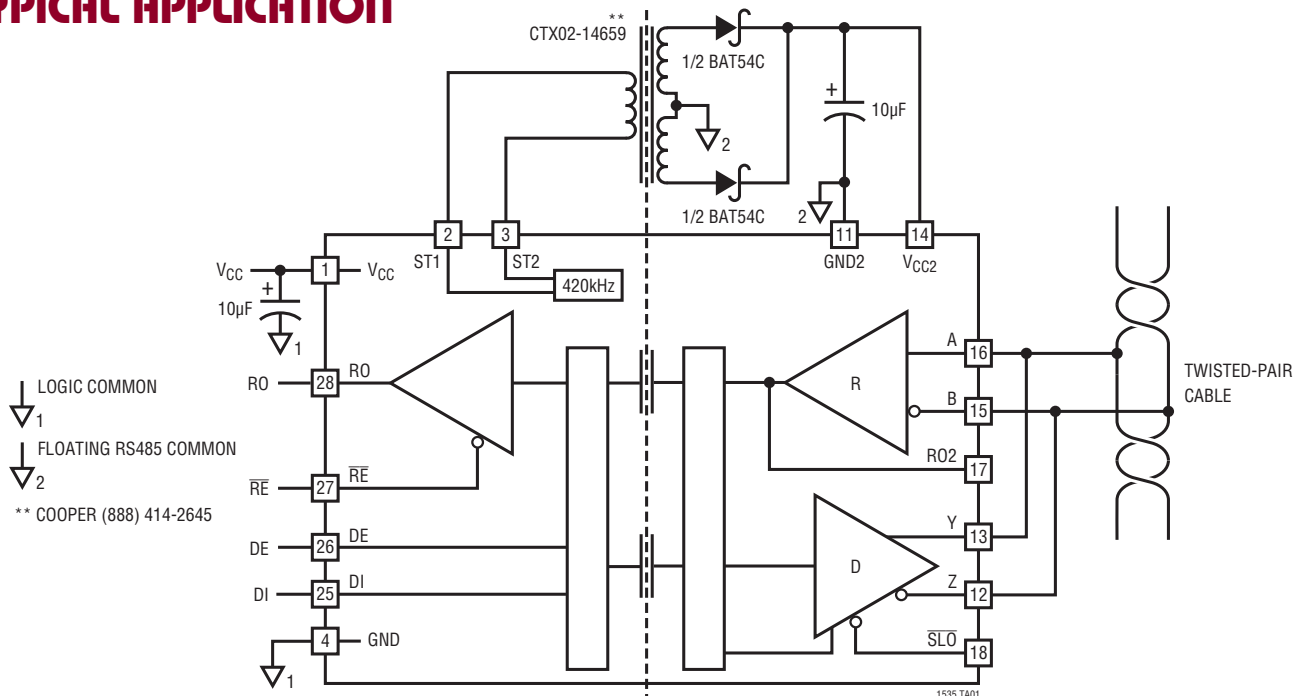 TYPICAL APPLICATION
**
CTX02-14659
1/2 BAT54C
+
10µF
2
1/2 BAT54C
2
2
3
11
14
ST1
ST2
GND2
VCC2
VCC
1
VCC
420kHz
+
10µF
1
A
16
RO
28
RO
R
TWISTED-PAIR
CABLE
LOGIC COMMON
1
B
15
FLOATING RS485 COMMON
2
RO2
17
RE
27
RE
** COOPER (888) 414-2645
Y
13
DE
26
DE
D
DI
25
DI
Z
12
4
GND
SLO
18
1
1535 TA01